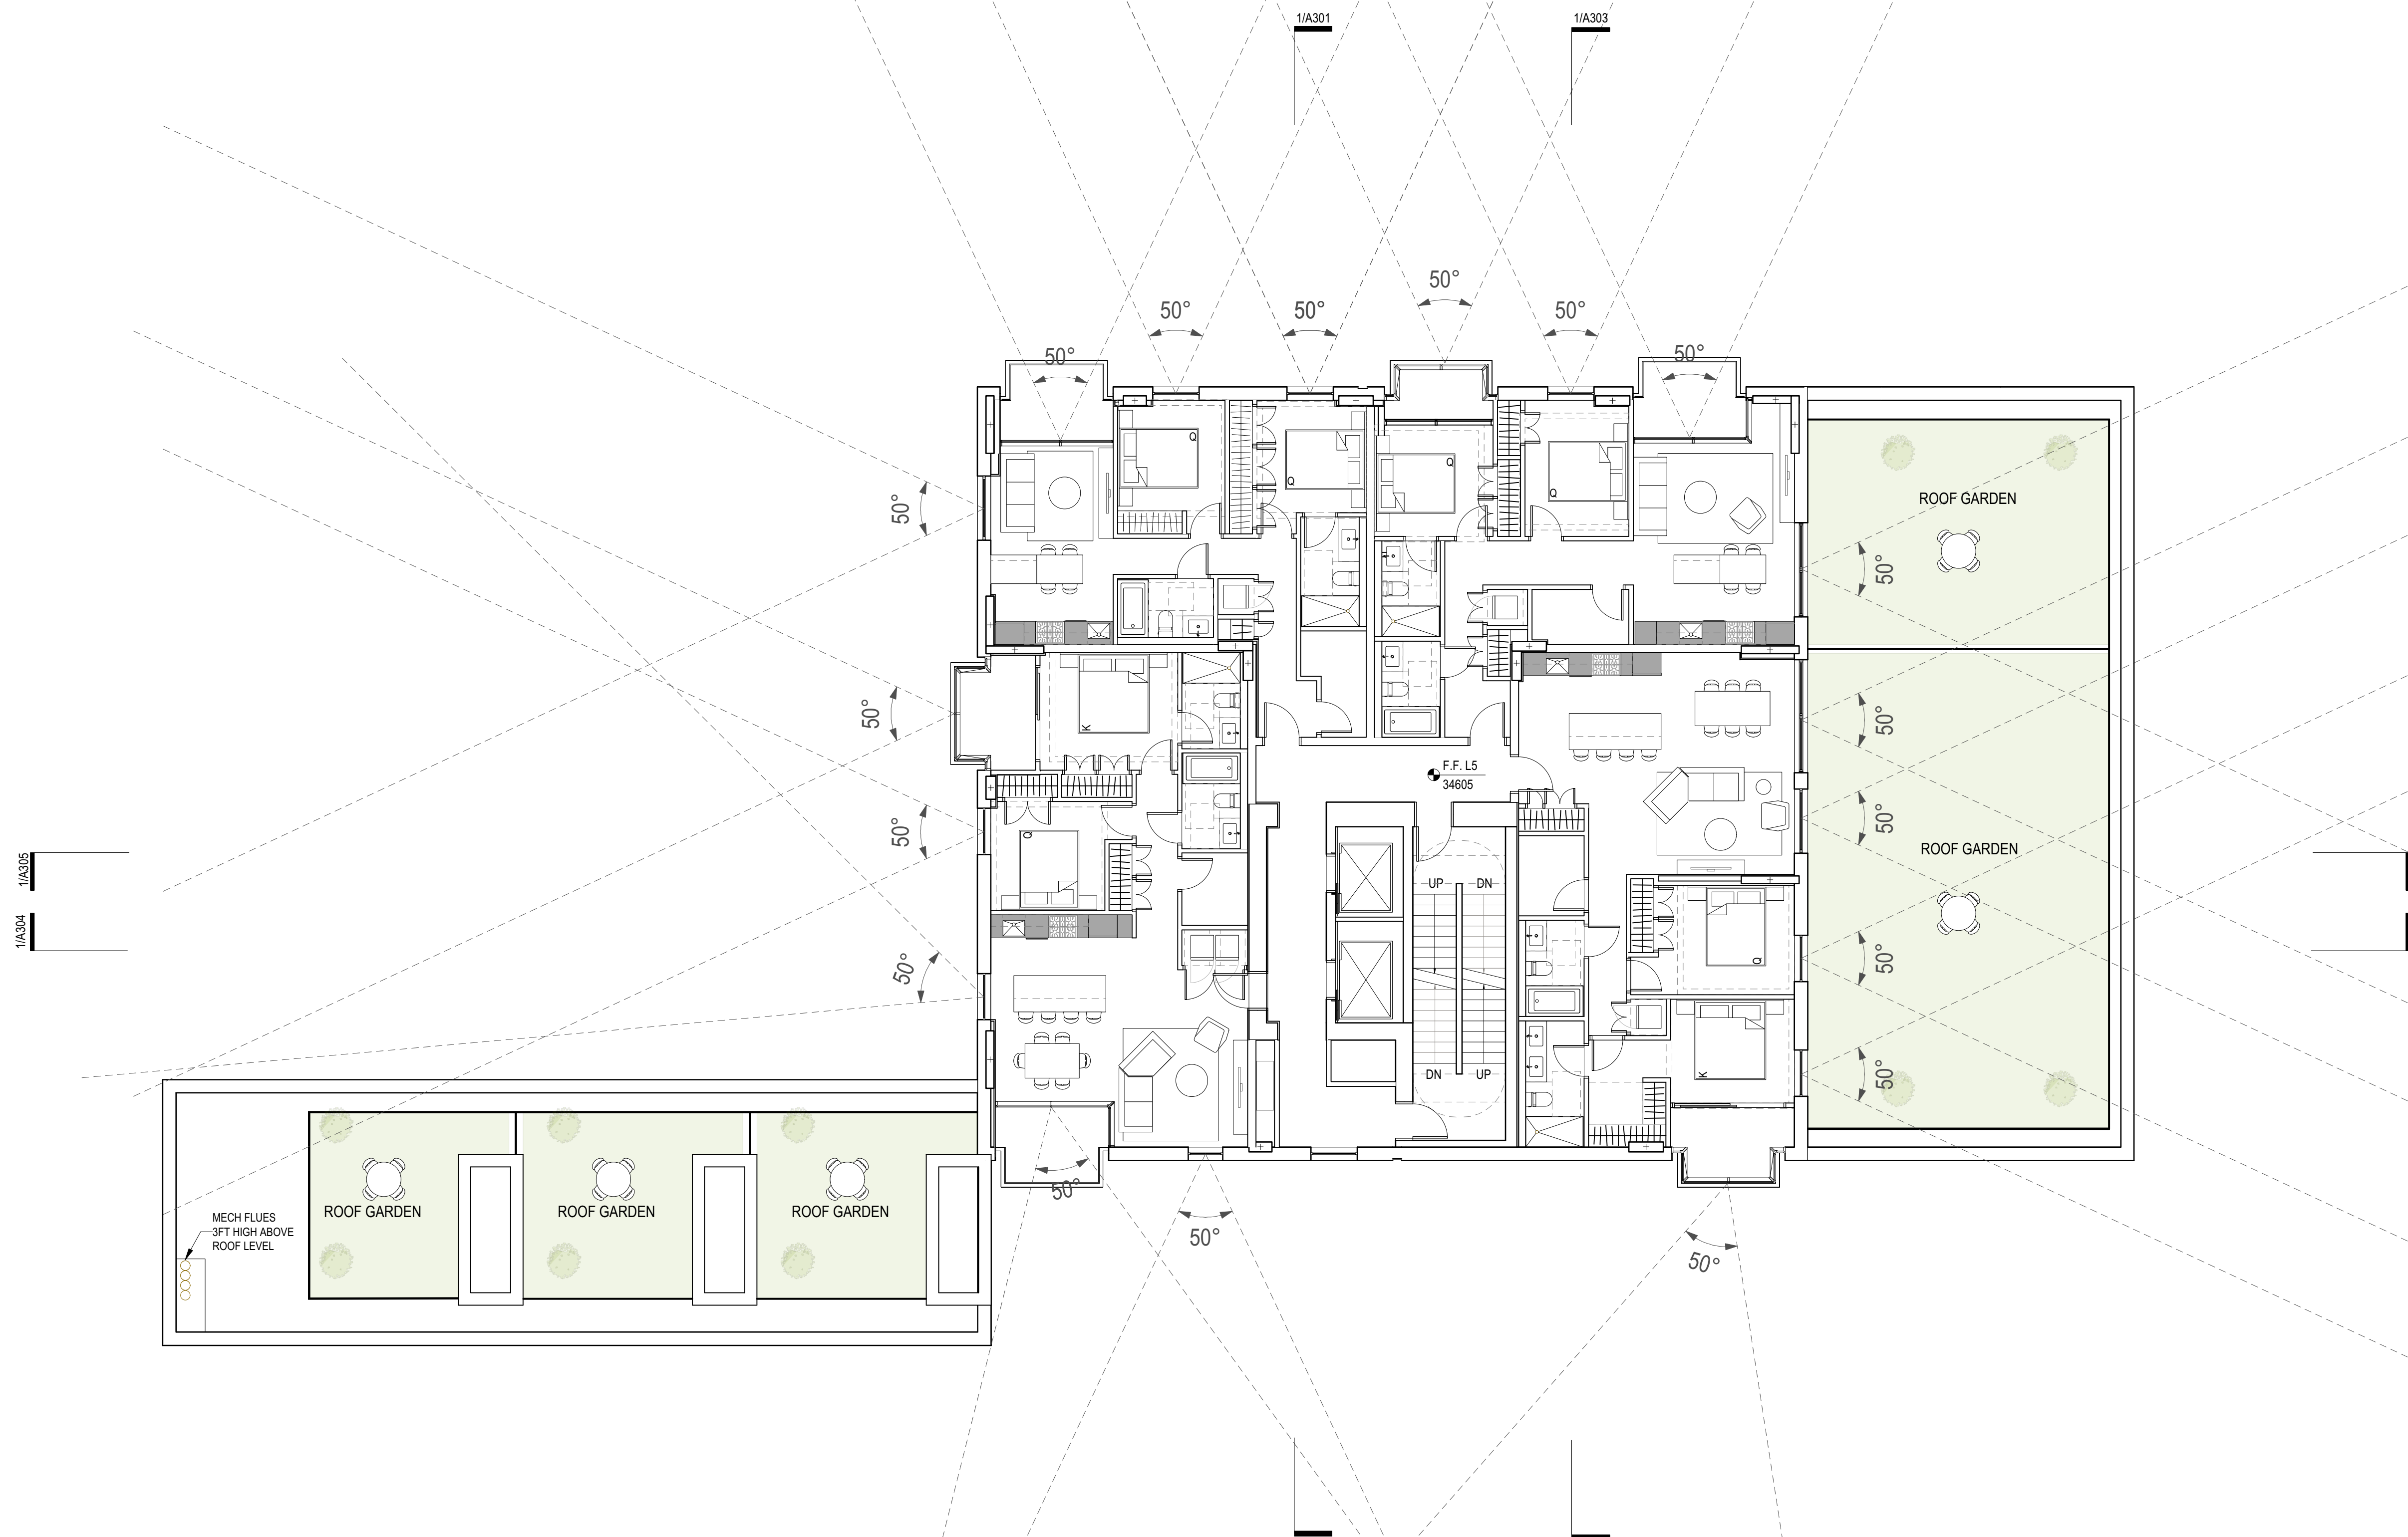 1/A301
1/A303
50°
50°
50°
50°
50°
50°
50°
Q
Q
Q
Q
Q
ROOF GARDEN
50°
50°
K
50°
F.F. L5
34605
50°
50°
Q
ROOF GARDEN
1/A305
1/A304
UP
DN
50°
Q
50°
DN
UP
K
50°
50°
ROOF GARDEN
ROOF GARDEN
ROOF GARDEN
MECH FLUES
3FT HIGH ABOVE
ROOF LEVEL
50°
50°